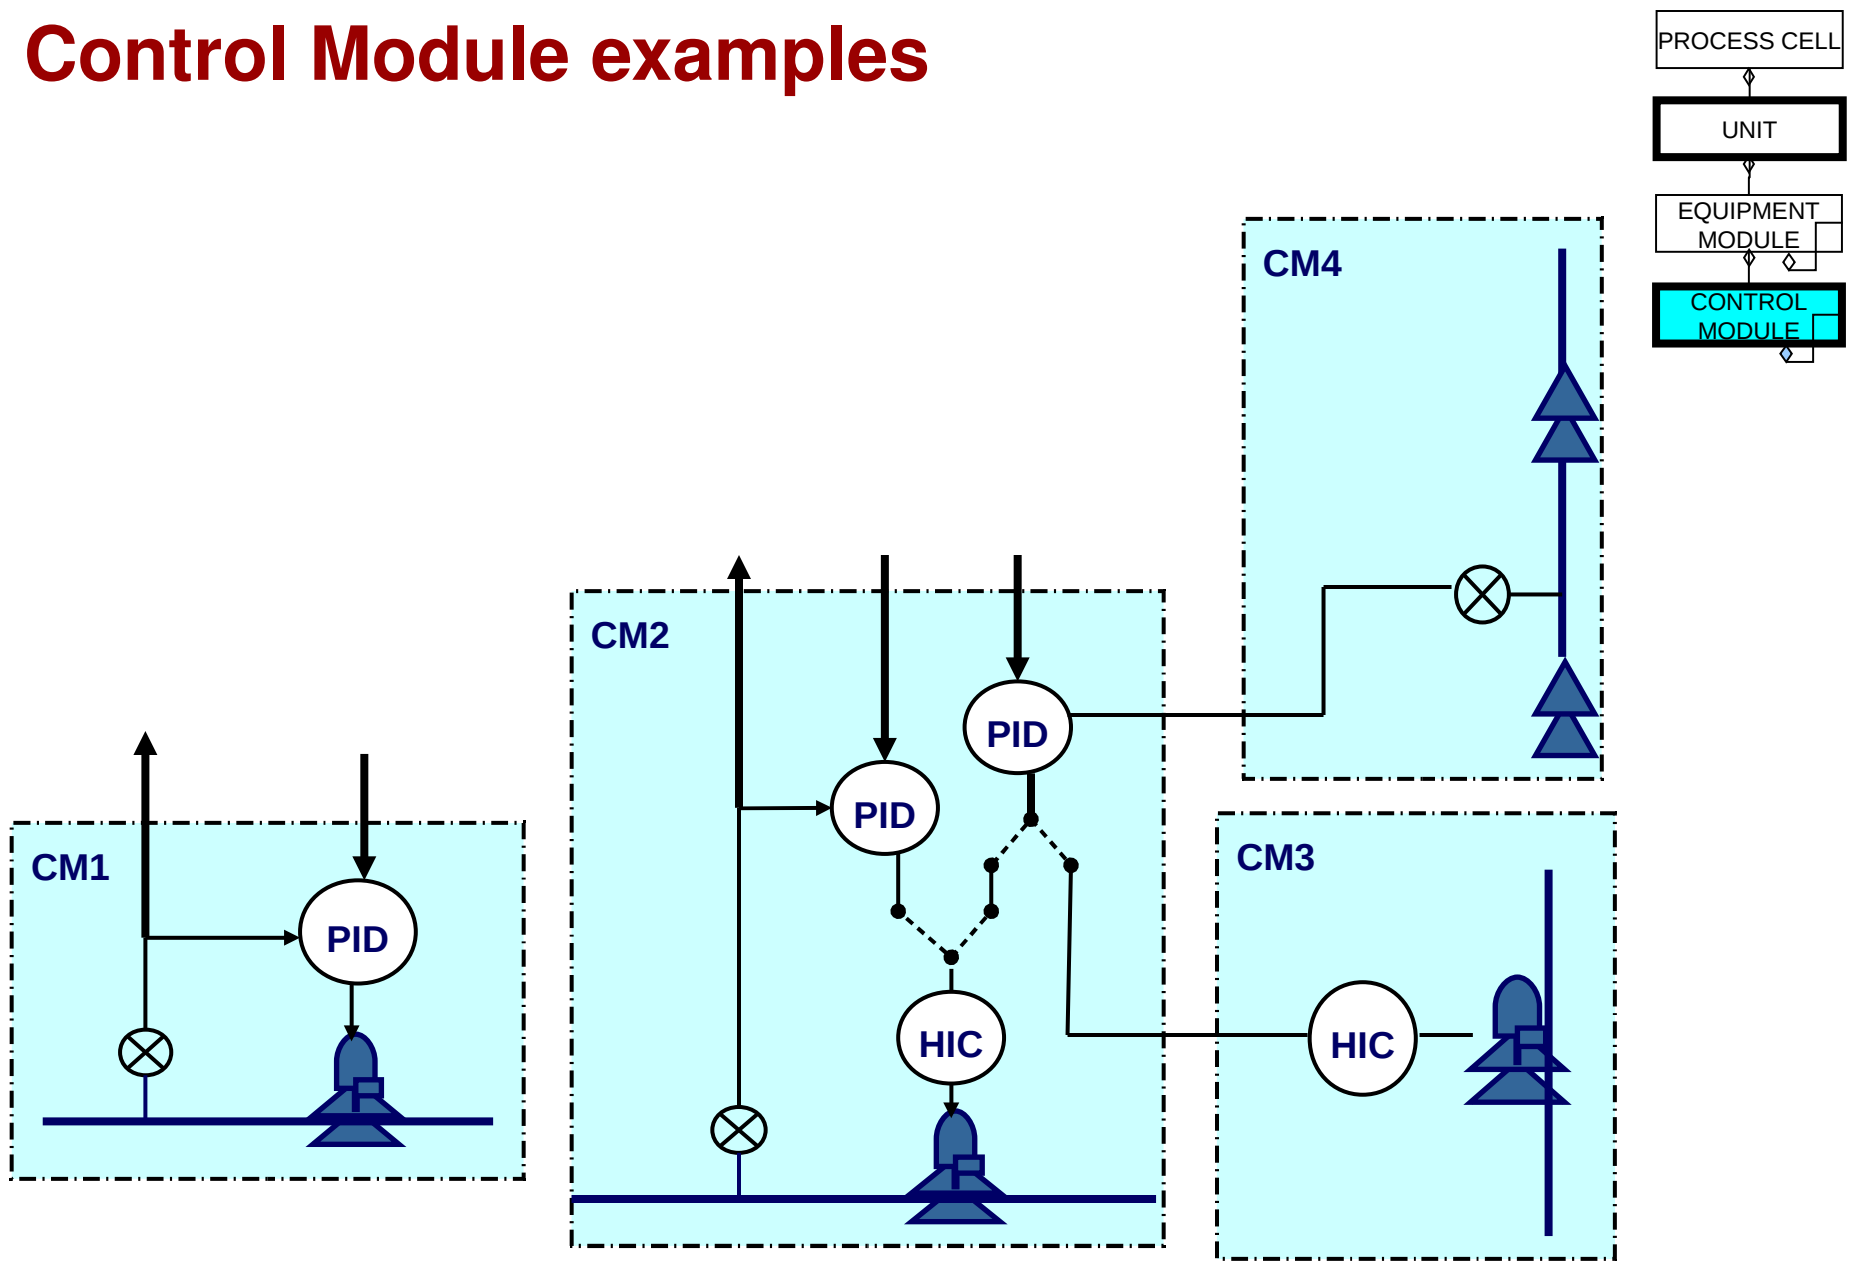 Control Module examples
PROCESS CELL
UNIT
EQUIPMENT
MODULE
CONTROL
MODULE
CM4
CM2
PID
PID
HIC
CM1
PID
CM3
HIC